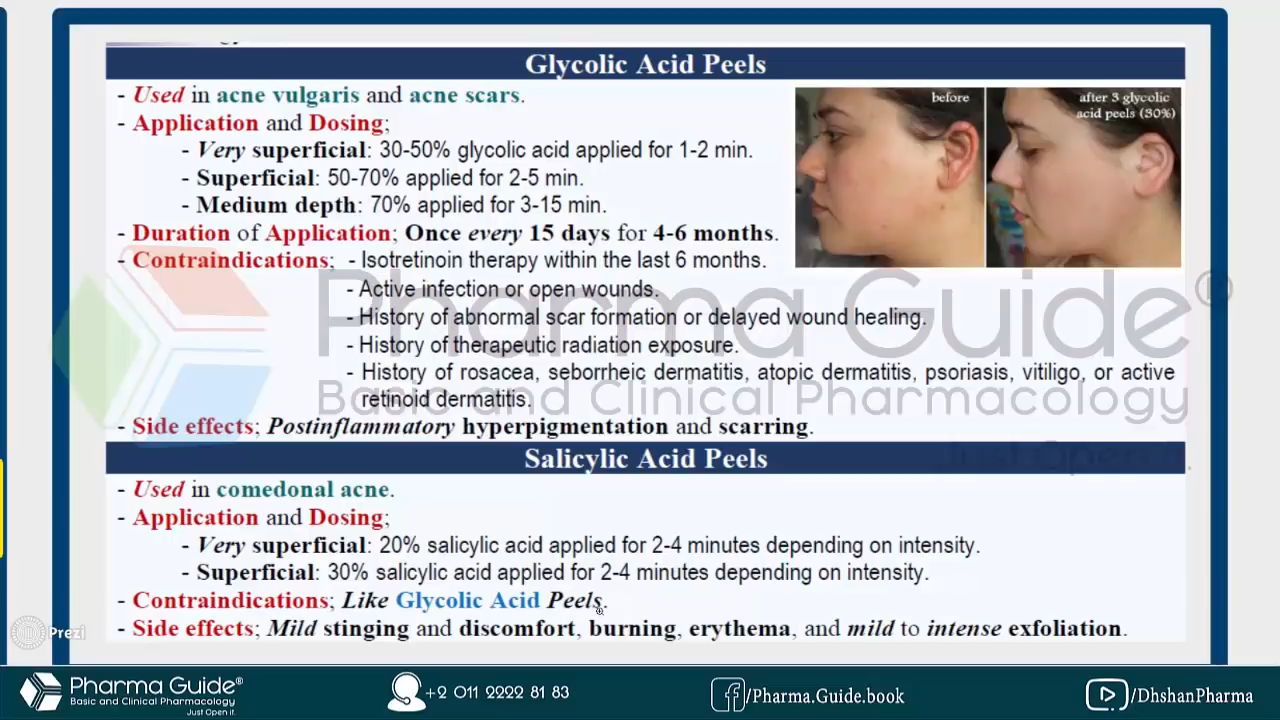 Glycolic Acid Peels
- Used in acne vulgaris and acne scars.
before
after 3 glycolic
acid peels (30%)
- Application and Dosing;
- Very superficial: 30-50% glycolic acid applied for 1-2 min.
- Superficial: 50-70% applied for 2-5 min.
- Medium depth: 70% applied for 3-15 min.
- Duration of Application; Once every 15 days for 4-6 months.
- Contraindications; - Isotretinoin therapy within the last 6 months.
- Active infection or open wounds.
- History of abnormal scar formation or delayed wound healing.
- History of therapeutic radiation exposure.
- History of rosacea, seborrheic dermatitis, atopic dermatitis, psoriasis, vitiligo, or active
retinoid dermatitis.
- Side effects; Postinflammatory hyperpigmentation and scarring.
Pharma Guide®
Basic and Clinical Pharmacology
Just Open it.
Salicylic Acid Peels
- Used in comedonal acne.
- Application and Dosing;
- Very superficial: 20% salicylic acid applied for 2-4 minutes depending on intensity.
- Superficial: 30% salicylic acid applied for 2-4 minutes depending on intensity.
- Contraindications; Like Glycolic Acid Peels.
- Side effects; Mild stinging and discomfort, burning, erythema, and mild to intense exfoliation.
Prezi
Pharma Guide®
Basic and Clinical Pharmacology
Just Open it.
+2 011 2222 81 83
/Pharma.Guide.book
/DhshanPharma